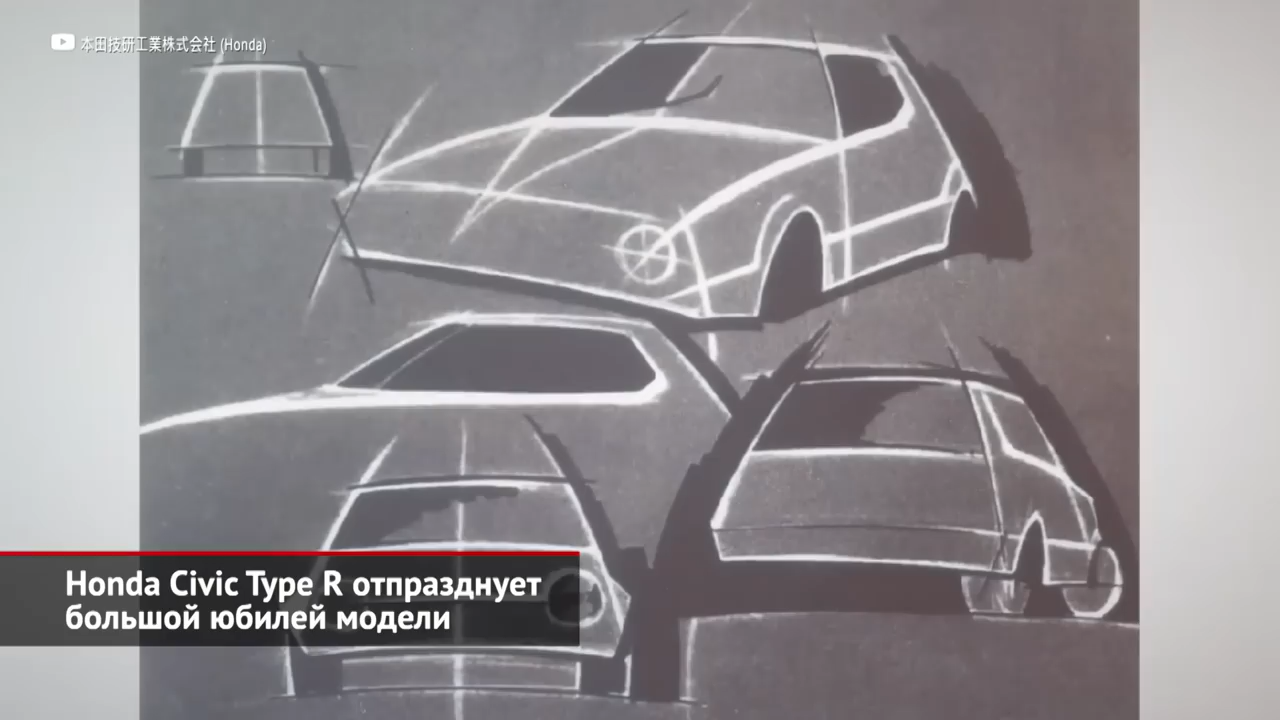 本田技研工業株式会社 (Honda)
Honda Civic Type R отпразднует
большой юбилей модели